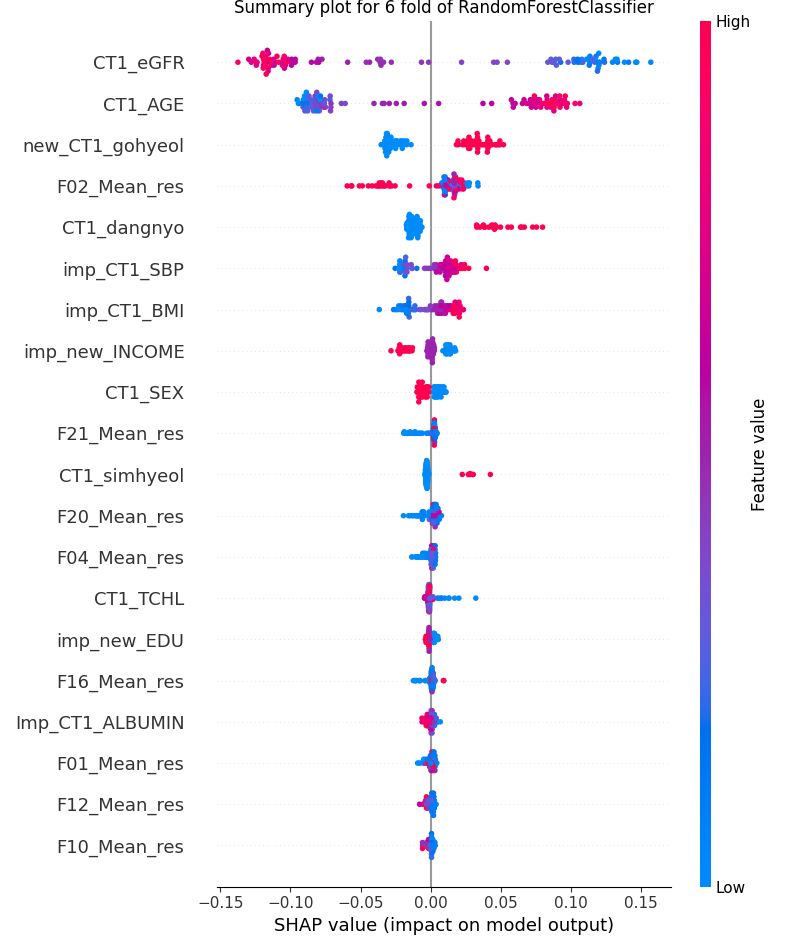 Summary plot for 6 fold of RandomForestClassifier
High
CT1_eGFR
CT1_AGE
new_CT1_gohyeol
F02_Mean_res
CT1_dangnyo
imp_CT1_SBP
imp_CT1_BMI
imp_new_INCOME
CT1_SEX
F21_Mean_res
CT1_simhyeol
F20_Mean_res
F04_Mean_res
CT1_TCHL
imp_new_EDU
F16_Mean_res
Imp_CT1_ALBUMIN
F01_Mean_res
F12_Mean_res
F10_Mean_res
Feature value
Low
−0.15 −0.10 −0.05 0.00 0.05 0.10 0.15
SHAP value (impact on model output)